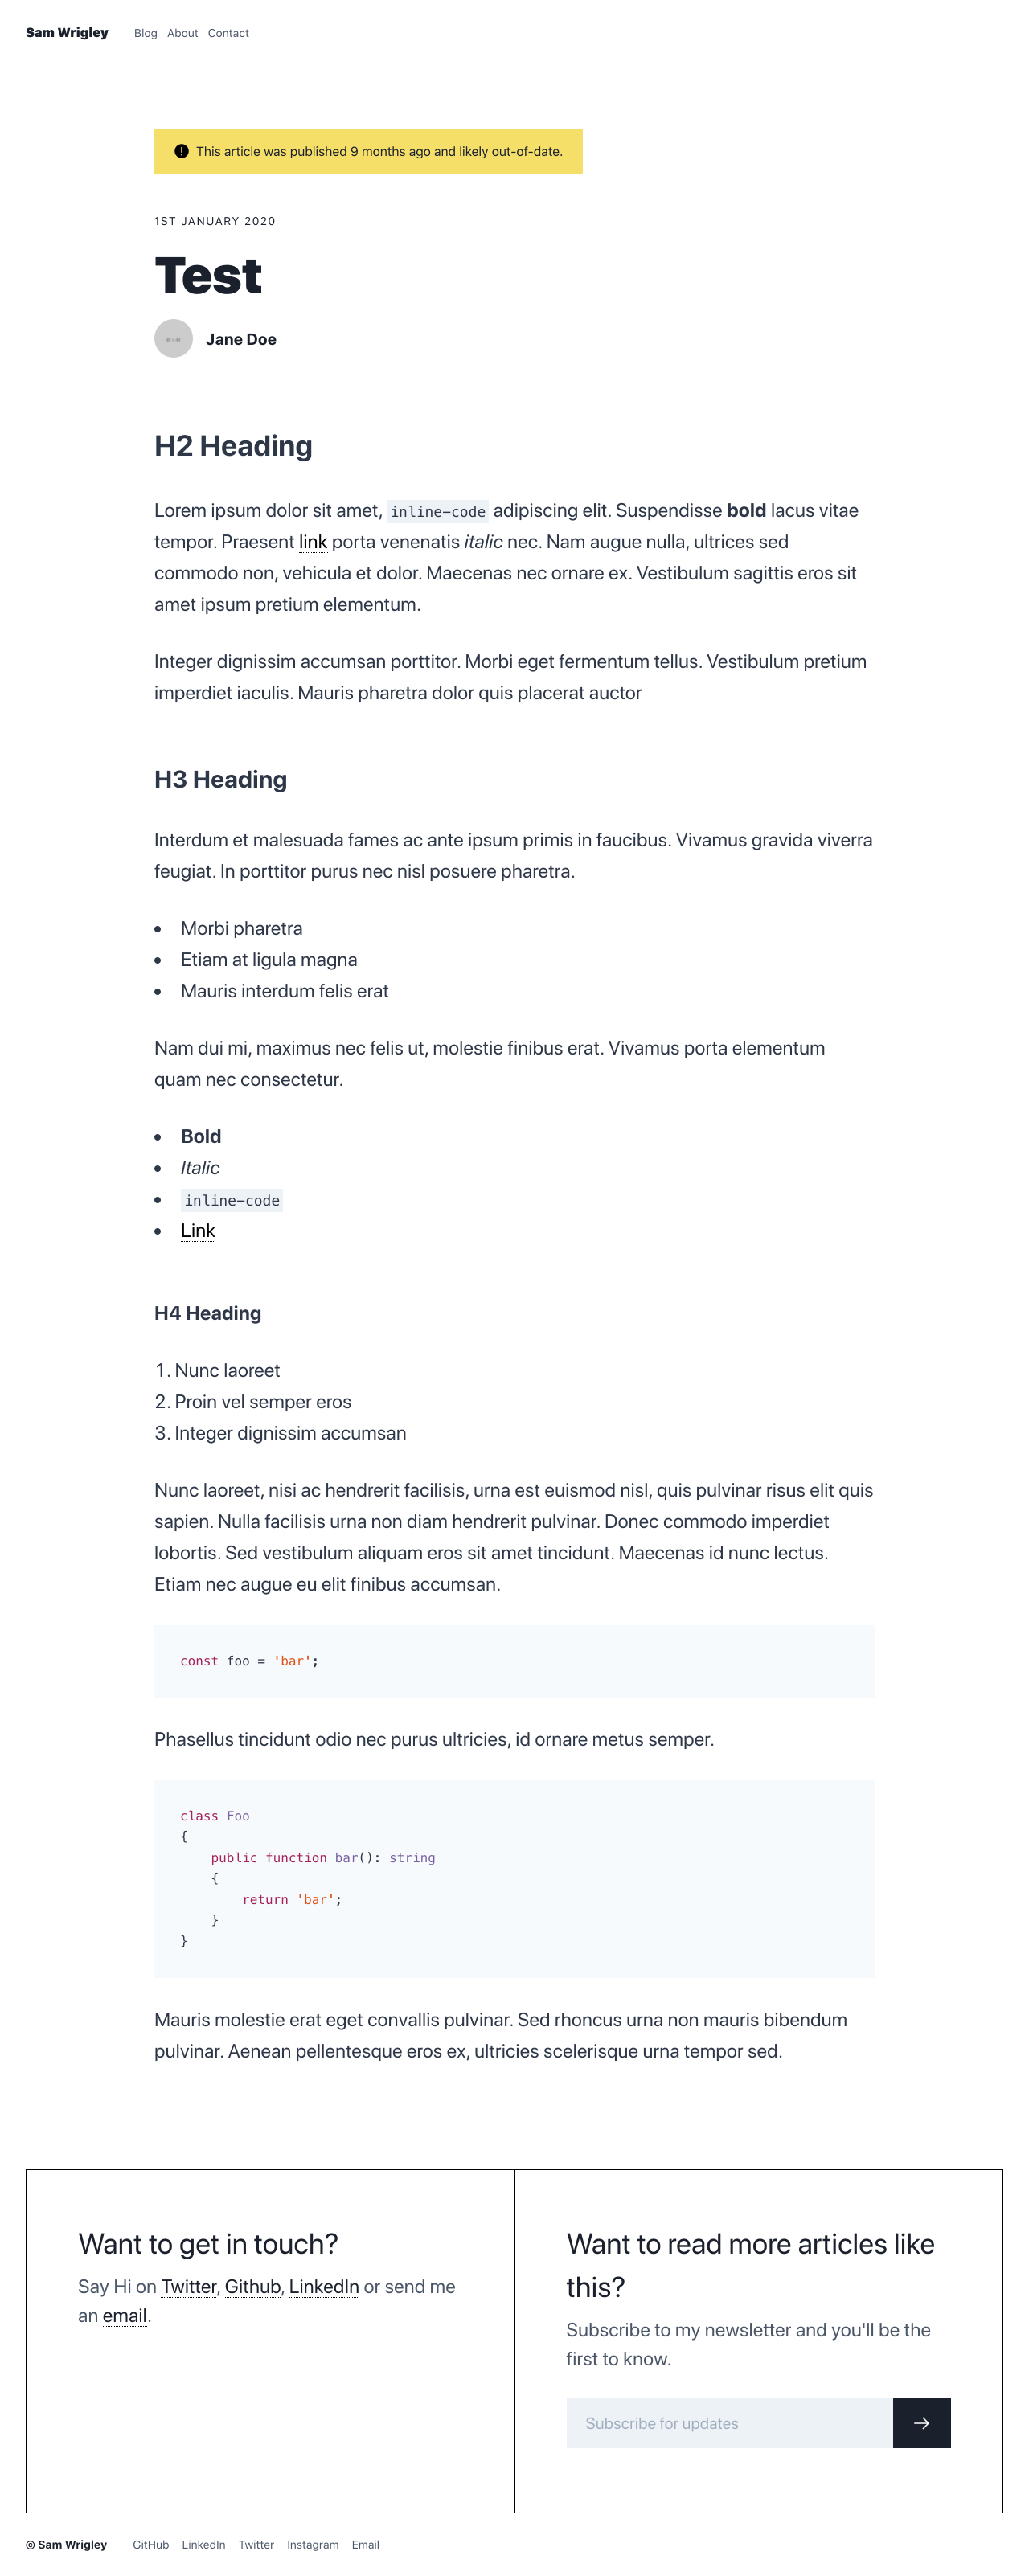 Sam Wrigley Blog About Contact
This article was published 9 months ago and likely out-of-date.
1ST JANUARY 2020
Test
Jane Doe
H2 Heading
Lorem ipsum dolor sit amet, inline-code adipiscing elit. Suspendisse bold lacus vitae
tempor. Praesent link porta venenatis italic nec. Nam augue nulla, ultrices sed
commodo non, vehicula et dolor. Maecenas nec ornare ex. Vestibulum sagittis eros sit
amet ipsum pretium elementum.
Integer dignissim accumsan porttitor. Morbi eget fermentum tellus. Vestibulum pretium
imperdiet iaculis. Mauris pharetra dolor quis placerat auctor
H3 Heading
Interdum et malesuada fames ac ante ipsum primis in faucibus. Vivamus gravida viverra
feugiat. In porttitor purus nec nisl posuere pharetra.
• Morbi pharetra
• Etiam at ligula magna
• Mauris interdum felis erat
Nam dui mi, maximus nec felis ut, molestie finibus erat. Vivamus porta elementum
quam nec consectetur.
• Bold
• Italic
• inline-code
• Link
H4 Heading
1. Nunc laoreet
2. Proin vel semper eros
3. Integer dignissim accumsan
Nunc laoreet, nisi ac hendrerit facilisis, urna est euismod nisl, quis pulvinar risus elit quis
sapien. Nulla facilisis urna non diam hendrerit pulvinar. Donec commodo imperdiet
lobortis. Sed vestibulum aliquam eros sit amet tincidunt. Maecenas id nunc lectus.
Etiam nec augue eu elit finibus accumsan.
const foo = 'bar';
Phasellus tincidunt odio nec purus ultricies, id ornare metus semper.
class Foo
{
    public function bar(): string
    {
        return 'bar';
    }
}
Mauris molestie erat eget convallis pulvinar. Sed rhoncus urna non mauris bibendum
pulvinar. Aenean pellentesque eros ex, ultricies scelerisque urna tempor sed.
Want to get in touch?
Say Hi on Twitter, Github, LinkedIn or send me
an email.
Want to read more articles like
this?
Subscribe to my newsletter and you'll be the
first to know.
Subscribe for updates
© Sam Wrigley GitHub LinkedIn Twitter Instagram Email